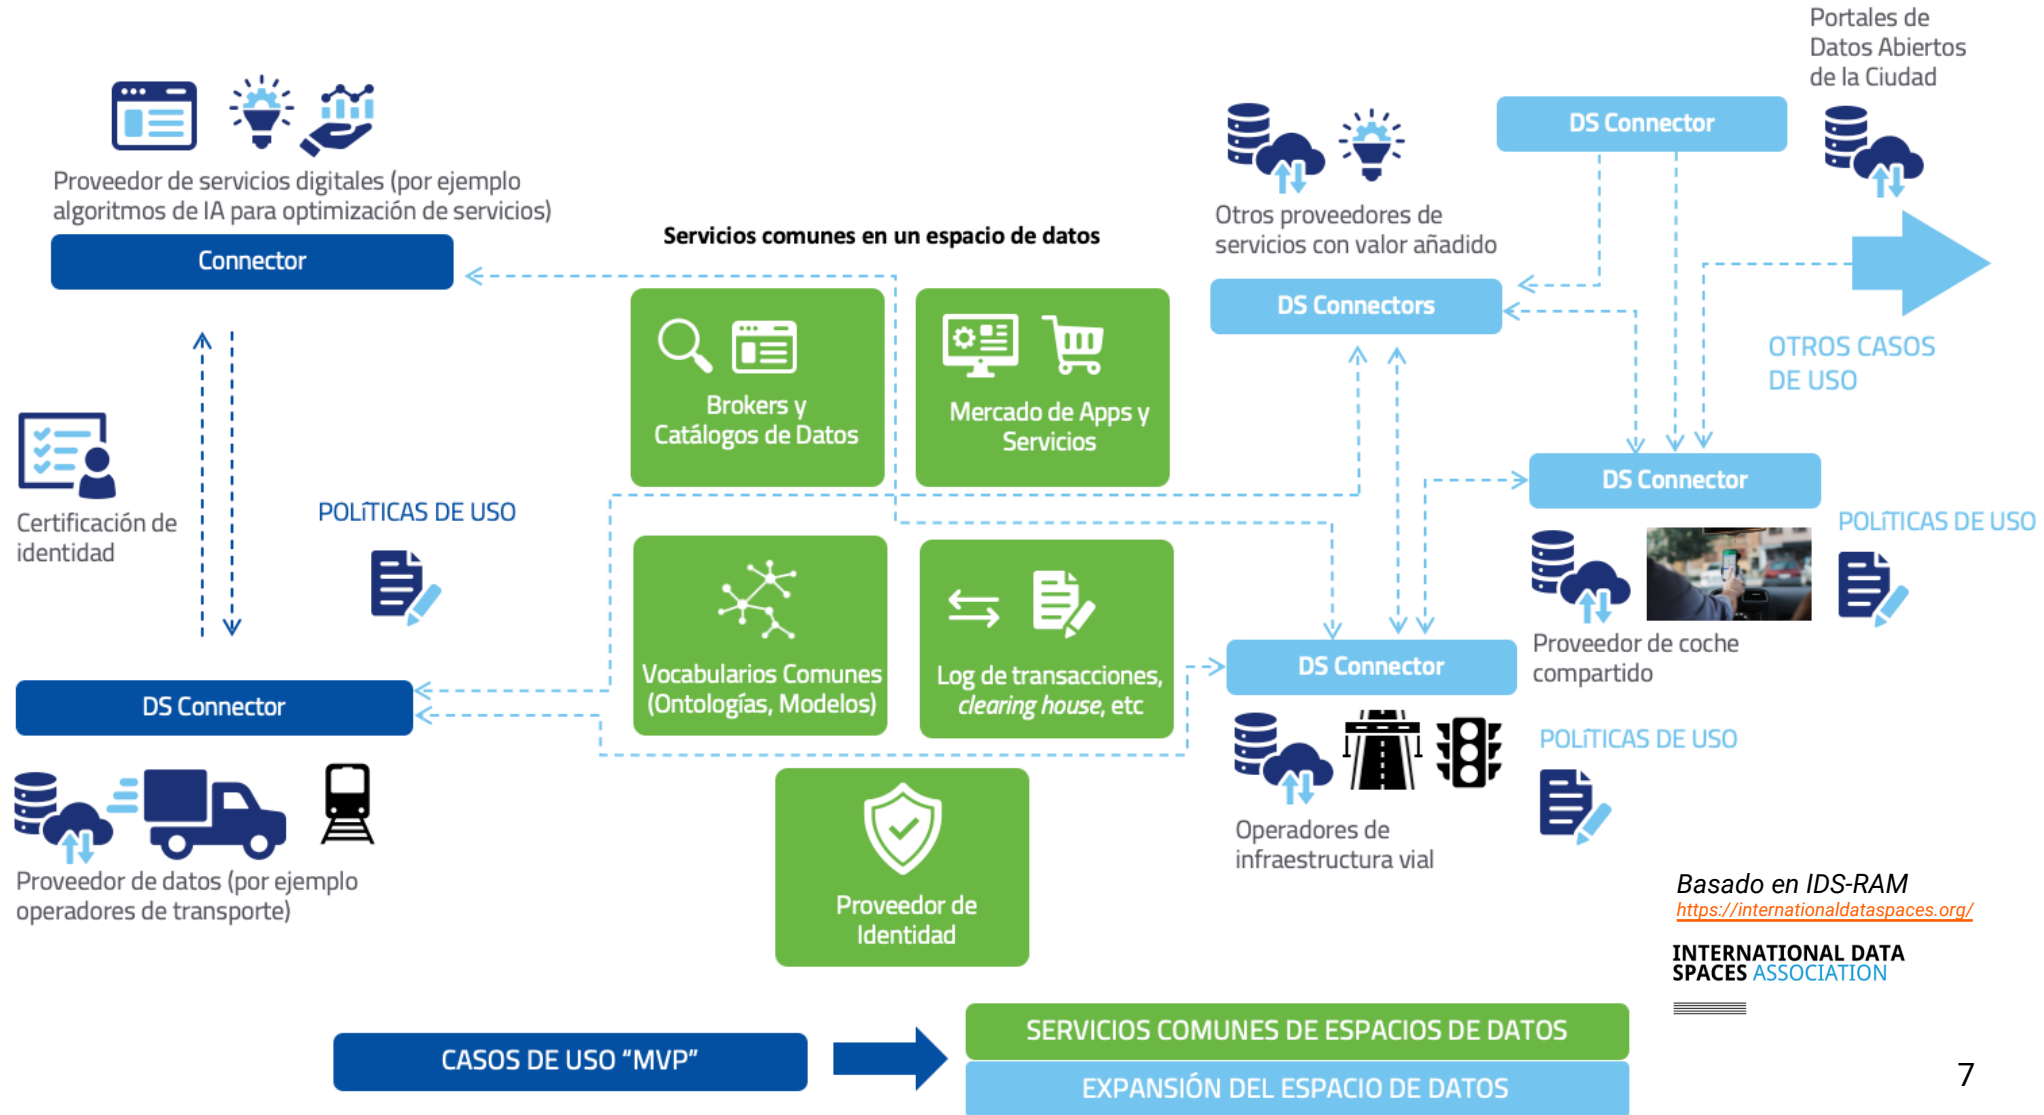 Portales de
Datos Abiertos
de la Ciudad
DS Connector
Proveedor de servicios digitales (por ejemplo
algoritmos de IA para optimización de servicios)
Connector
Servicios comunes en un espacio de datos
Otros proveedores de
servicios con valor añadido
DS Connectors
OTROS CASOS
DE USO
Brokers y
Catálogos de Datos
Mercado de Apps y
Servicios
Certificación de
identidad
POLÍTICAS DE USO
DS Connector
POLÍTICAS DE USO
Proveedor de coche
compartido
Vocabularios Comunes
(Ontologías, Modelos)
Log de transacciones,
clearing house, etc
DS Connector
DS Connector
POLÍTICAS DE USO
Operadores de
infraestructura vial
Proveedor de datos (por ejemplo
operadores de transporte)
Proveedor de
Identidad
Basado en IDS-RAM
https://internationaldataspaces.org/
INTERNATIONAL DATA
SPACES ASSOCIATION
CASOS DE USO “MVP”
SERVICIOS COMUNES DE ESPACIOS DE DATOS
EXPANSIÓN DEL ESPACIO DE DATOS
7